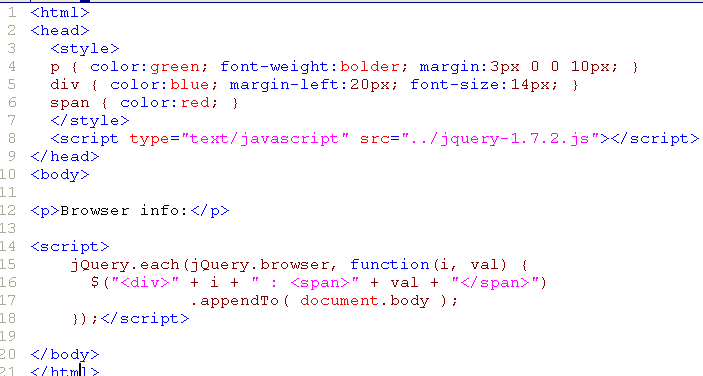 1 <html>
2 <head>
3   <style>
4   p { color:green; font-weight:bolder; margin:3px 0 0 10px; }
5   div { color:blue; margin-left:20px; font-size:14px; }
6   span { color:red; }
7   </style>
8   <script type="text/javascript" src="../jquery-1.7.2.js"></script>
9 </head>
10 <body>
11
12 <p>Browser info:</p>
13
14 <script>
15     jQuery.each(jQuery.browser, function(i, val) {
16       $("<div>" + i + " : <span>" + val + "</span>")
17                 .appendTo( document.body );
18     });</script>
19
20 </body>
21 </html>